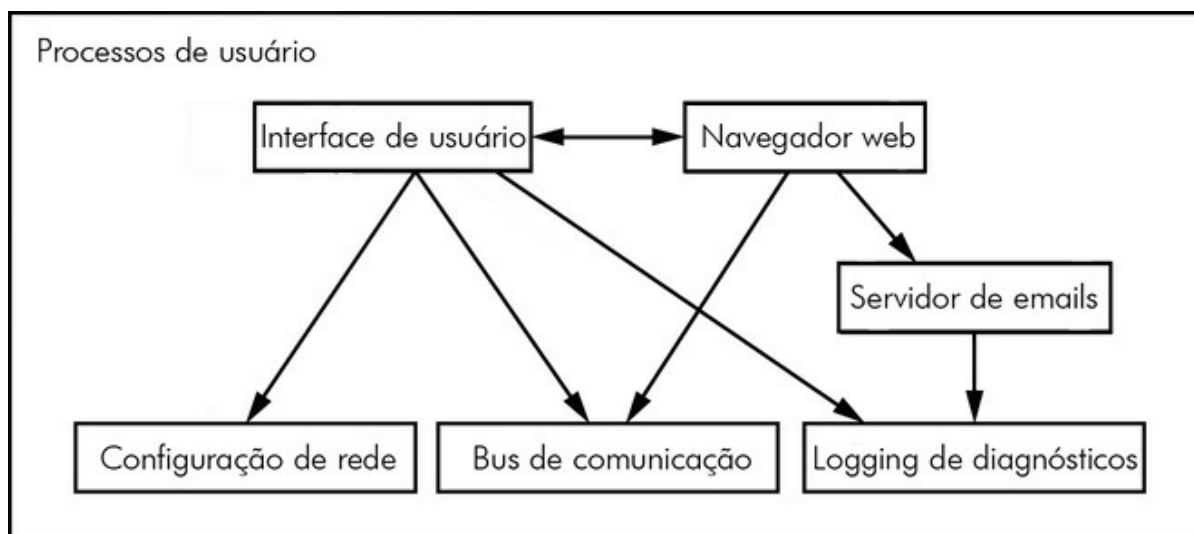 Processos de usuário
Interface de usuário
Navegador web
Servidor de emails
Configuração de rede
Bus de comunicação
Logging de diagnósticos